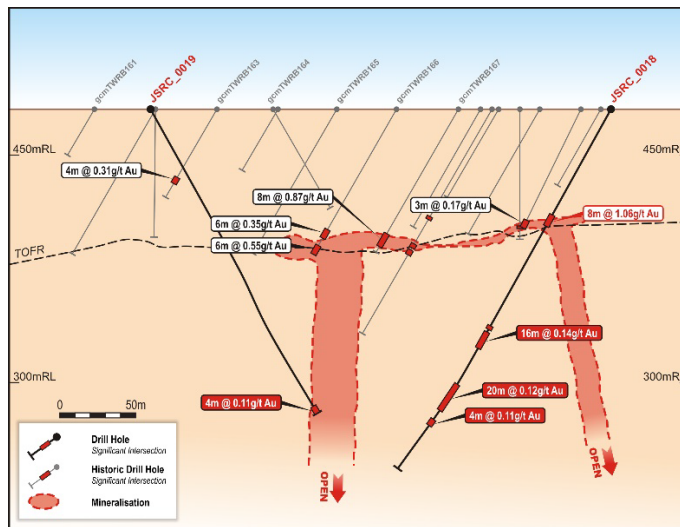 gcmTWRB161
JSRC_0019
gcmTWRB163
gcmTWRB164
gcmTWRB165
gcmTWRB166
gcmTWRB167
JSRC_0018
450mRL
450mRL
4m @ 0.31g/t Au
8m @ 0.87g/t Au
3m @ 0.17g/t Au
8m @ 1.06g/t Au
6m @ 0.35g/t Au
6m @ 0.55g/t Au
TOFR
16m @ 0.14g/t Au
300mRL
300mRL
20m @ 0.12g/t Au
4m @ 0.11g/t Au
4m @ 0.11g/t Au
0
50m
OPEN
OPEN
Drill Hole
Significant Intersection
Historic Drill Hole
Significant Intersection
Mineralisation